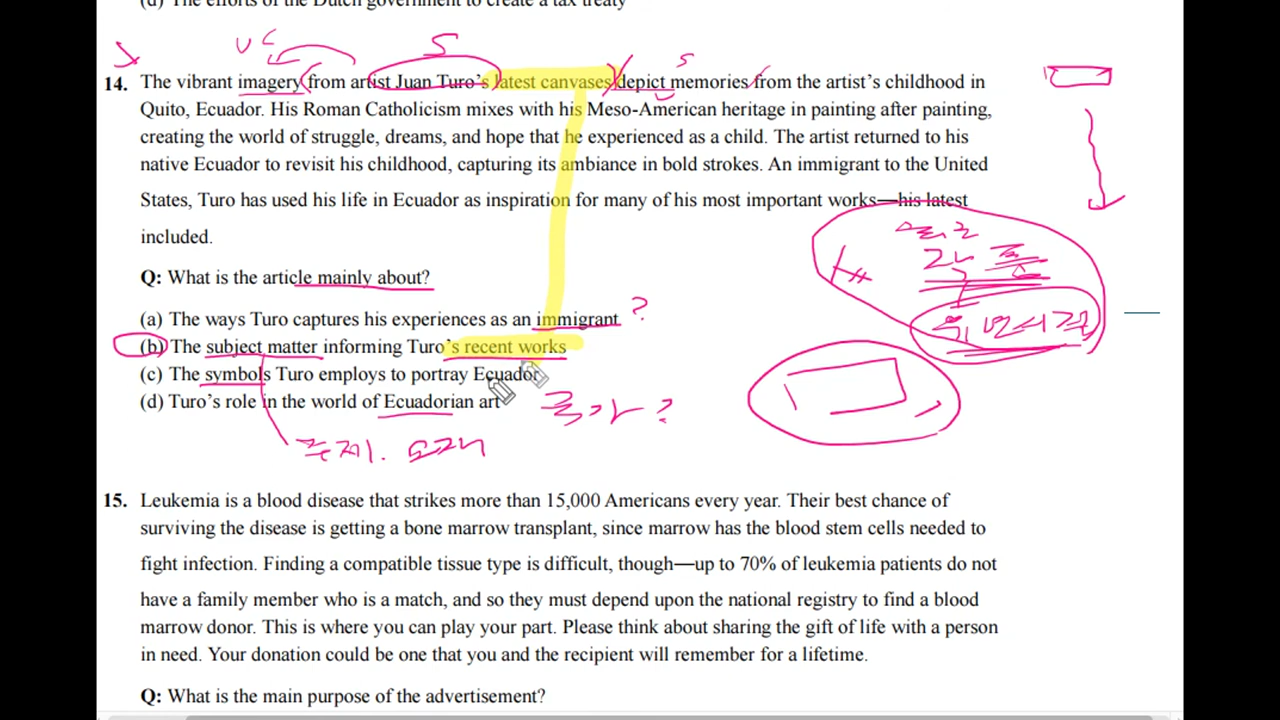 (d) The efforts of the Dutch government to create a tax treaty
S
14. The vibrant imagery from artist Juan Turo's latest canvases depict memories from the artist's childhood in
Quito, Ecuador. His Roman Catholicism mixes with his Meso-American heritage in painting after painting,
creating the world of struggle, dreams, and hope that he experienced as a child. The artist returned to his
native Ecuador to revisit his childhood, capturing its ambiance in bold strokes. An immigrant to the United
States, Turo has used his life in Ecuador as inspiration for many of his most important works—his latest
included.
Q: What is the article mainly about?
(a) The ways Turo captures his experiences as an immigrant ?
(b) The subject matter informing Turo's recent works
(c) The symbols Turo employs to portray Ecuador
(d) Turo's role in the world of Ecuadorian art
주제. 소재
15. Leukemia is a blood disease that strikes more than 15,000 Americans every year. Their best chance of
surviving the disease is getting a bone marrow transplant, since marrow has the blood stem cells needed to
fight infection. Finding a compatible tissue type is difficult, though—up to 70% of leukemia patients do not
have a family member who is a match, and so they must depend upon the national registry to find a blood
marrow donor. This is where you can play your part. Please think about sharing the gift of life with a person
in need. Your donation could be one that you and the recipient will remember for a lifetime.
Q: What is the main purpose of the advertisement?